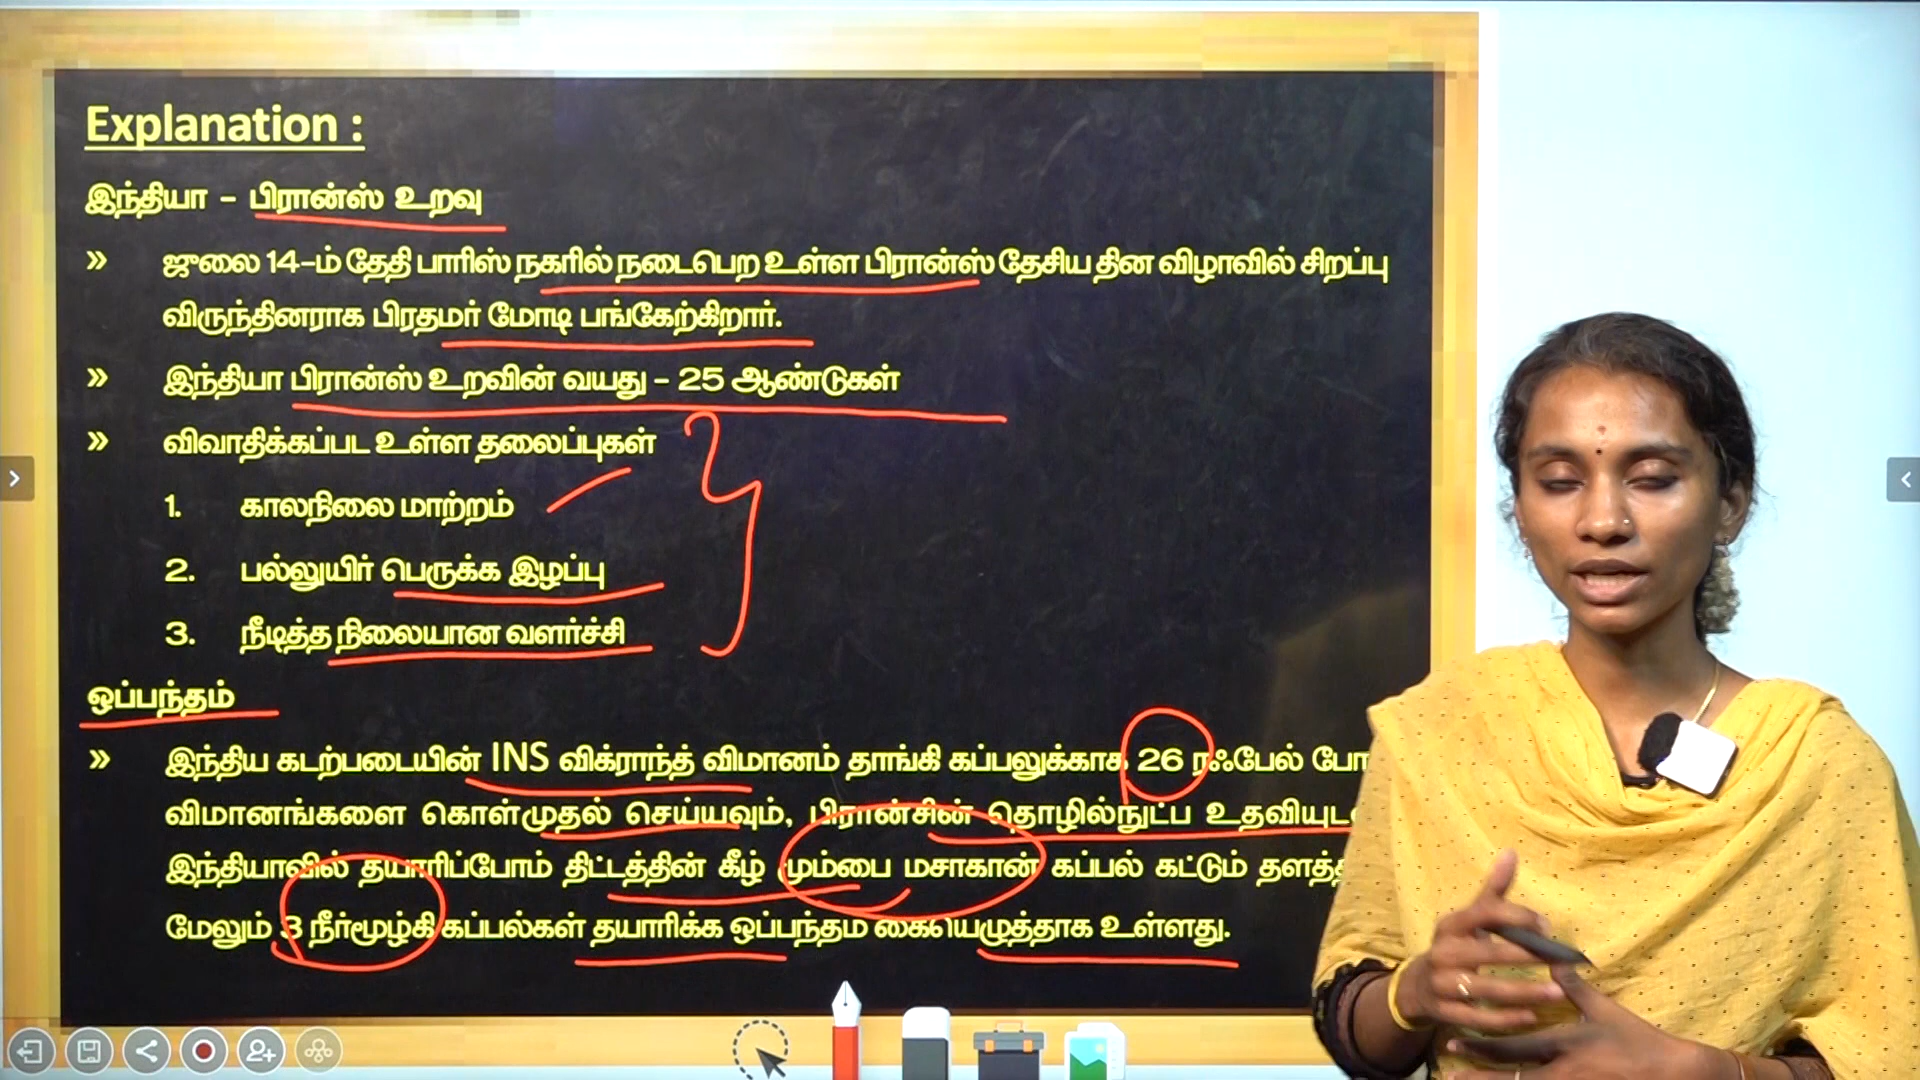 Explanation :
இந்தியா – பிரான்ஸ் உறவு
» ஜுலை 14-ம் தேதி பாரிஸ் நகரில் நடைபெற உள்ள பிரான்ஸ் தேசிய தின விழாவில் சிறப்பு
விருந்தினராக பிரதமர் மோடி பங்கேற்கிறார்.
» இந்தியா பிரான்ஸ் உறவின் வயது – 25 ஆண்டுகள்
» விவாதிக்கப்பட உள்ள தலைப்புகள்
1. காலநிலை மாற்றம்
2. பல்லுயிர் பெருக்க இழப்பு
3. நீடித்த நிலையான வளர்ச்சி
ஒப்பந்தம்
» இந்திய கடற்படையின் INS விக்ராந்த் விமானம் தாங்கி கப்பலுக்காக 26 ரஃபேல்
விமானங்களை கொள்முதல் செய்யவும், பிரான்சின் தொழில்நுட்ப
இந்தியாவில் தயாரிப்போம் திட்டத்தின் கீழ் மும்பை மசாகான் கப்பல் கட்டும்
மேலும் 3 நீர்மூழ்கி கப்பல்கள் தயாரிக்க ஒப்பந்தம் கையெழுத்தாக உள்ளது.